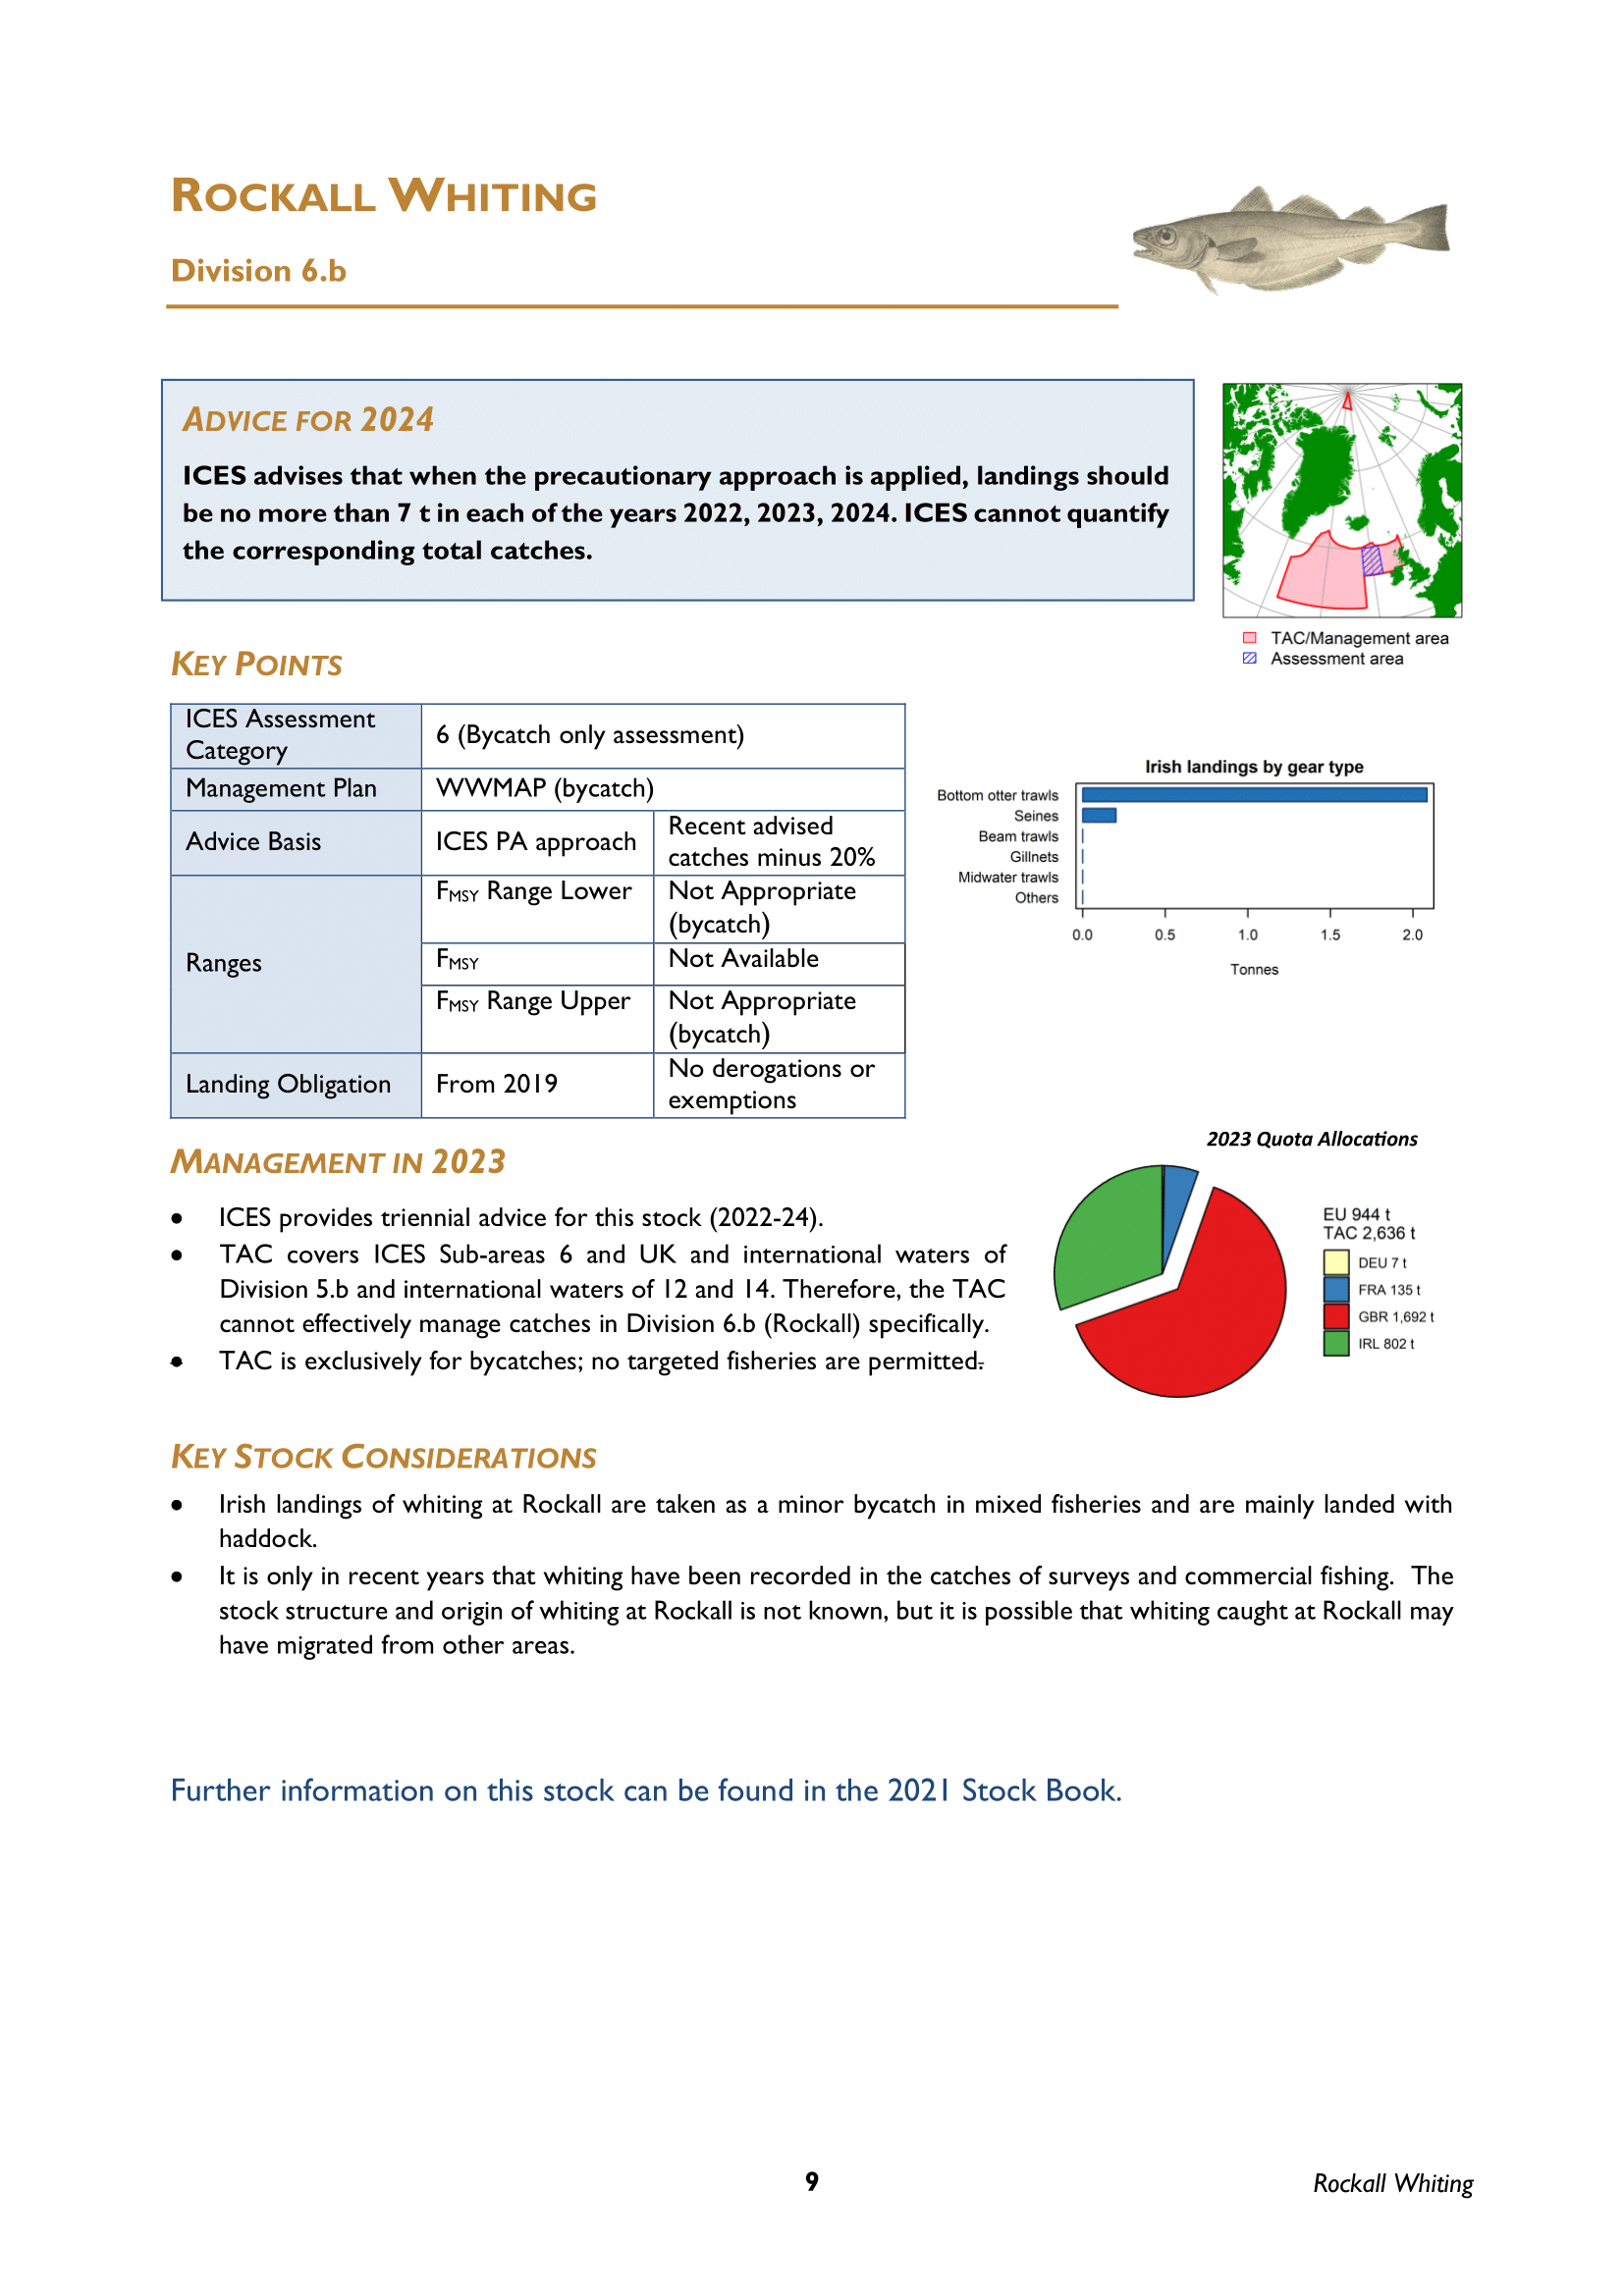 ROCKALL WHITING
Division 6.b
ADVICE FOR 2024
ICES advises that when the precautionary approach is applied, landings should
be no more than 7 t in each of the years 2022, 2023, 2024. ICES cannot quantify
the corresponding total catches.
TAC/Management area
Assessment area
KEY POINTS
ICES Assessment
Category
6 (Bycatch only assessment)
Management Plan
WWMAP (bycatch)
Advice Basis
ICES PA approach
Recent advised
catches minus 20%
Ranges
FMSY Range Lower
Not Appropriate
(bycatch)
FMSY
Not Available
FMSY Range Upper
Not Appropriate
(bycatch)
Landing Obligation
From 2019
No derogations or
exemptions
Irish landings by gear type
Bottom otter trawls
Seines
Beam trawls
Gillnets
Midwater trawls
Others
0.0 0.5 1.0 1.5 2.0
Tonnes
MANAGEMENT IN 2023
• ICES provides triennial advice for this stock (2022-24).
• TAC covers ICES Sub-areas 6 and UK and international waters of
Division 5.b and international waters of 12 and 14. Therefore, the TAC
cannot effectively manage catches in Division 6.b (Rockall) specifically.
• TAC is exclusively for bycatches; no targeted fisheries are permitted.
2023 Quota Allocations
EU 944 t
TAC 2,636 t
DEU 7 t
FRA 135 t
GBR 1,692 t
IRL 802 t
KEY STOCK CONSIDERATIONS
• Irish landings of whiting at Rockall are taken as a minor bycatch in mixed fisheries and are mainly landed with
haddock.
• It is only in recent years that whiting have been recorded in the catches of surveys and commercial fishing. The
stock structure and origin of whiting at Rockall is not known, but it is possible that whiting caught at Rockall may
have migrated from other areas.
Further information on this stock can be found in the 2021 Stock Book.
9
Rockall Whiting